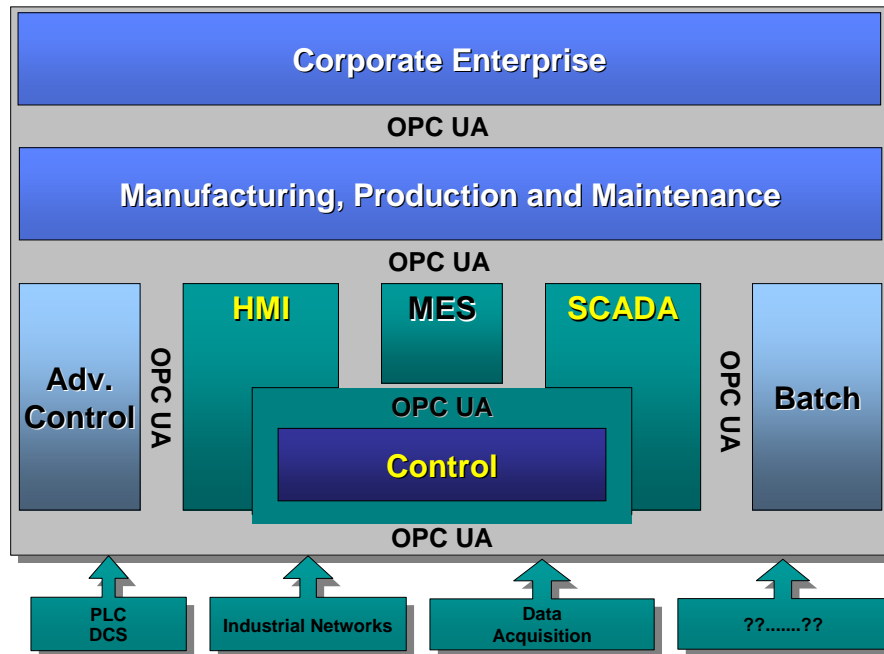 Corporate Enterprise
OPC UA
Manufacturing, Production and Maintenance
OPC UA
HMI
MES
SCADA
Adv.
Control
OPC UA
OPC UA
Batch
OPC UA
Control
OPC UA
PLC
DCS
Industrial Networks
Data
Acquisition
??.......??